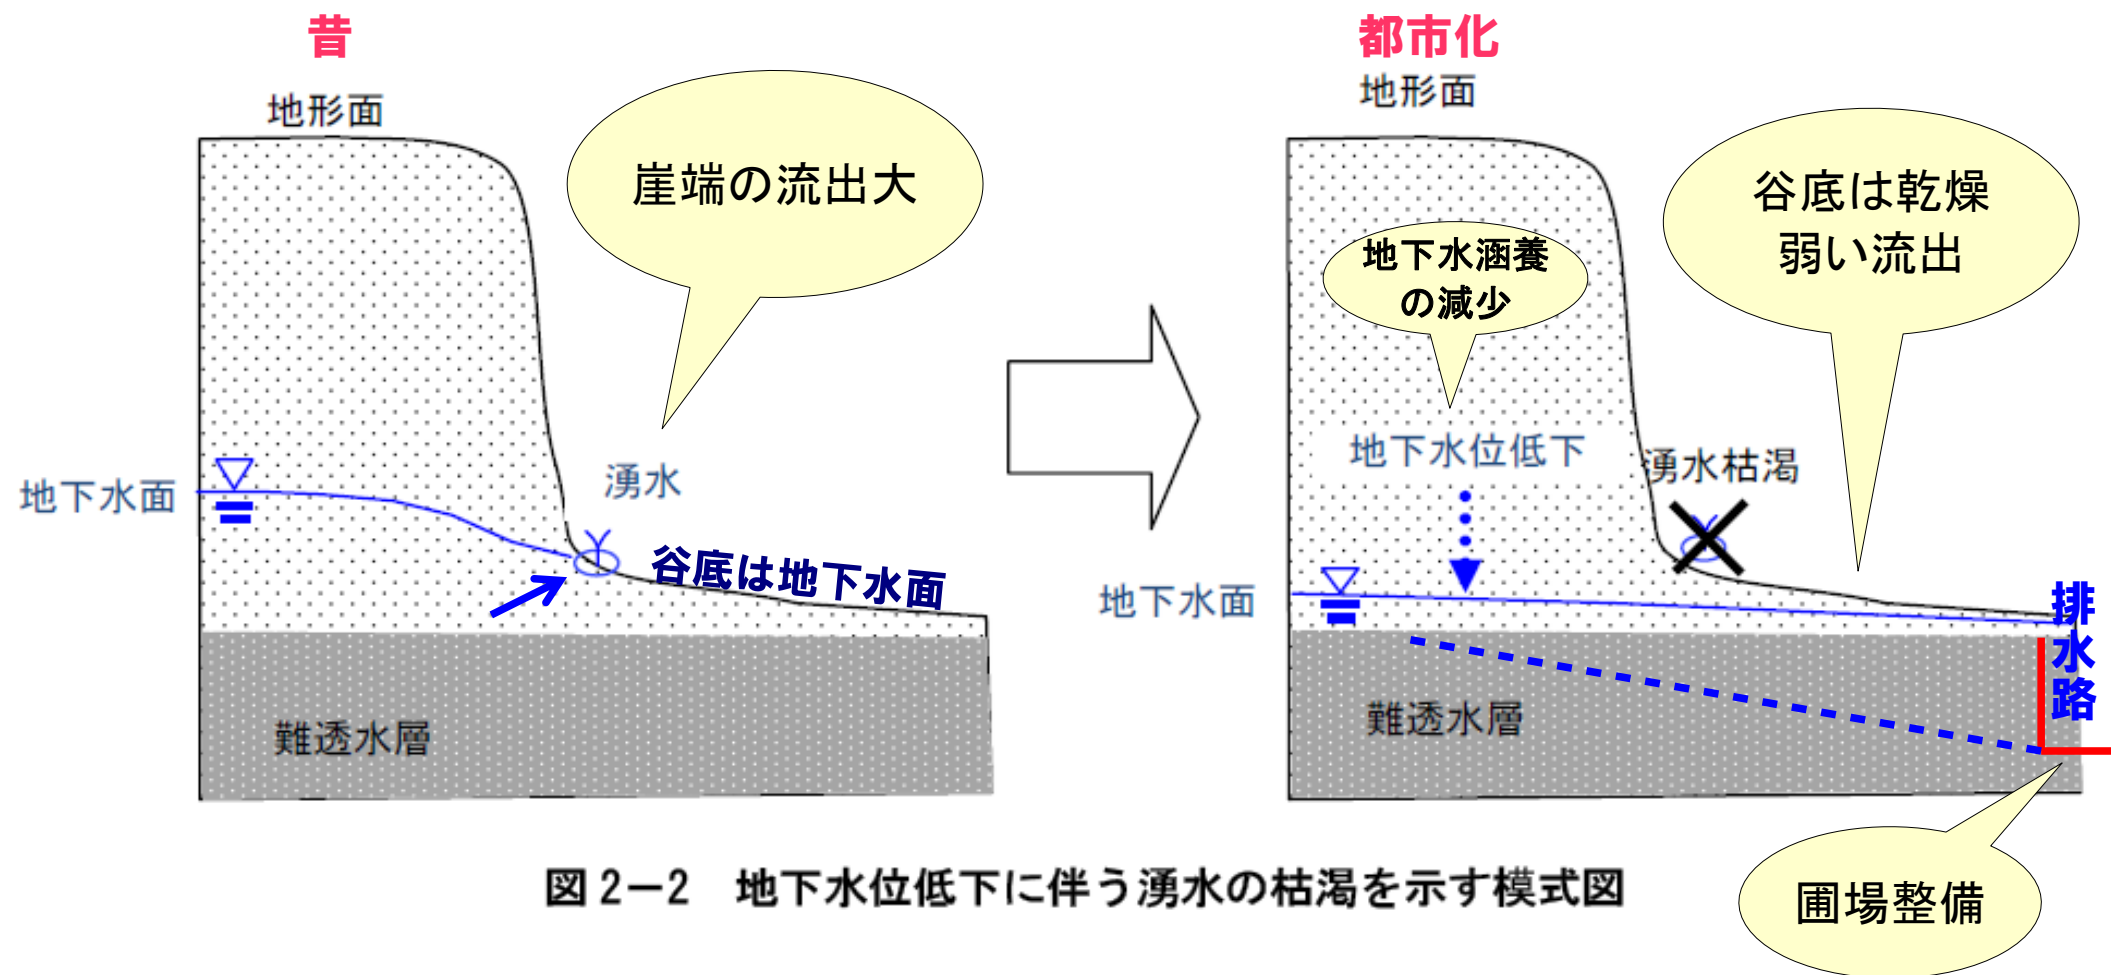 昔
地形面
崖端の流出大
地下水面
湧水
谷底は地下水面
難透水層
都市化
地形面
谷底は乾燥
弱い流出
地下水涵養
の減少
地下水位低下
湧水枯渇
地下水面
排水路
難透水層
圃場整備
図2－2 地下水位低下に伴う湧水の枯渇を示す模式図